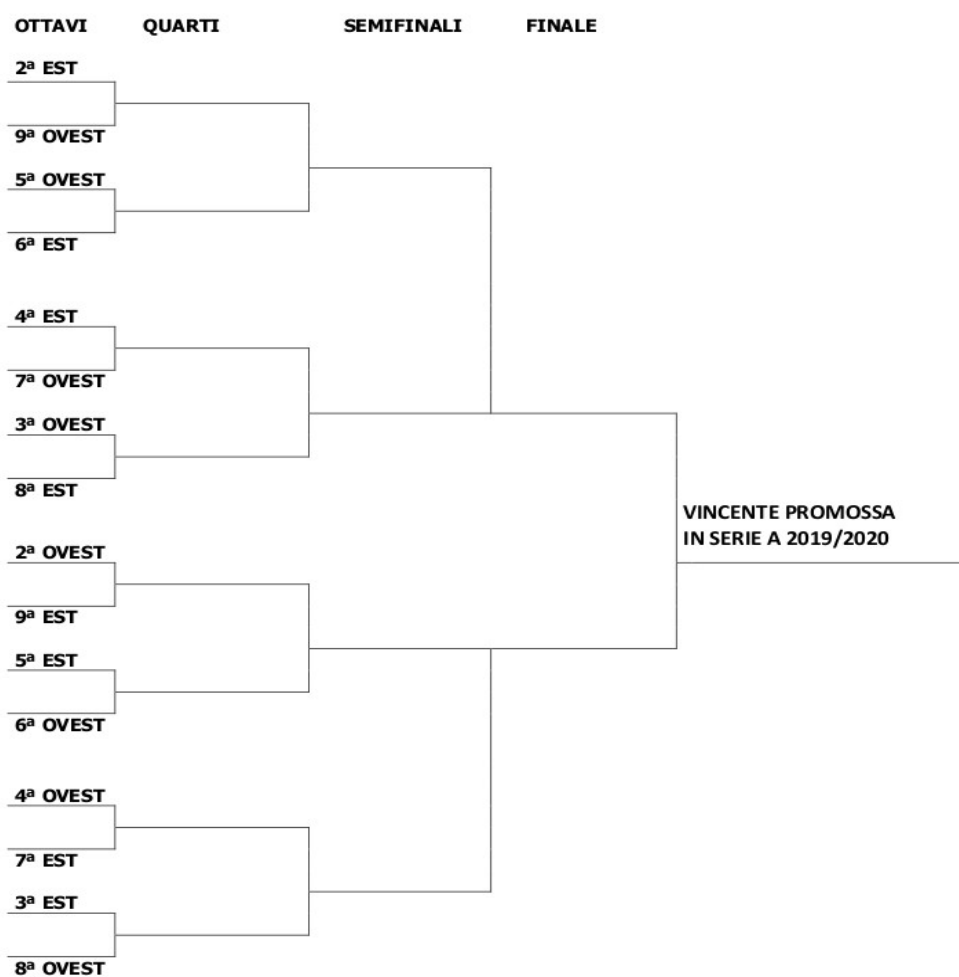 OTTAVI QUARTI SEMIFINALI FINALE
2ª EST
9ª OVEST
5ª OVEST
6ª EST
4ª EST
7ª OVEST
3ª OVEST
8ª EST
VINCENTE PROMOSSA
IN SERIE A 2019/2020
2ª OVEST
9ª EST
5ª EST
6ª OVEST
4ª OVEST
7ª EST
3ª EST
8ª OVEST